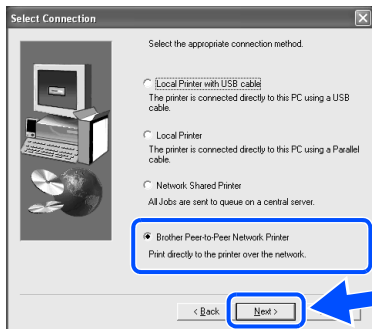 Select Connection
Select the appropriate connection method.
Local Printer with USB cable
The printer is connected directly to this PC using a USB
cable.
Local Printer
The printer is connected directly to this PC using a Parallel
cable.
Network Shared Printer
All Jobs are sent to queue on a central server.
Brother Peer-to-Peer Network Printer
Print directly to the printer over the network.
< Back Next >